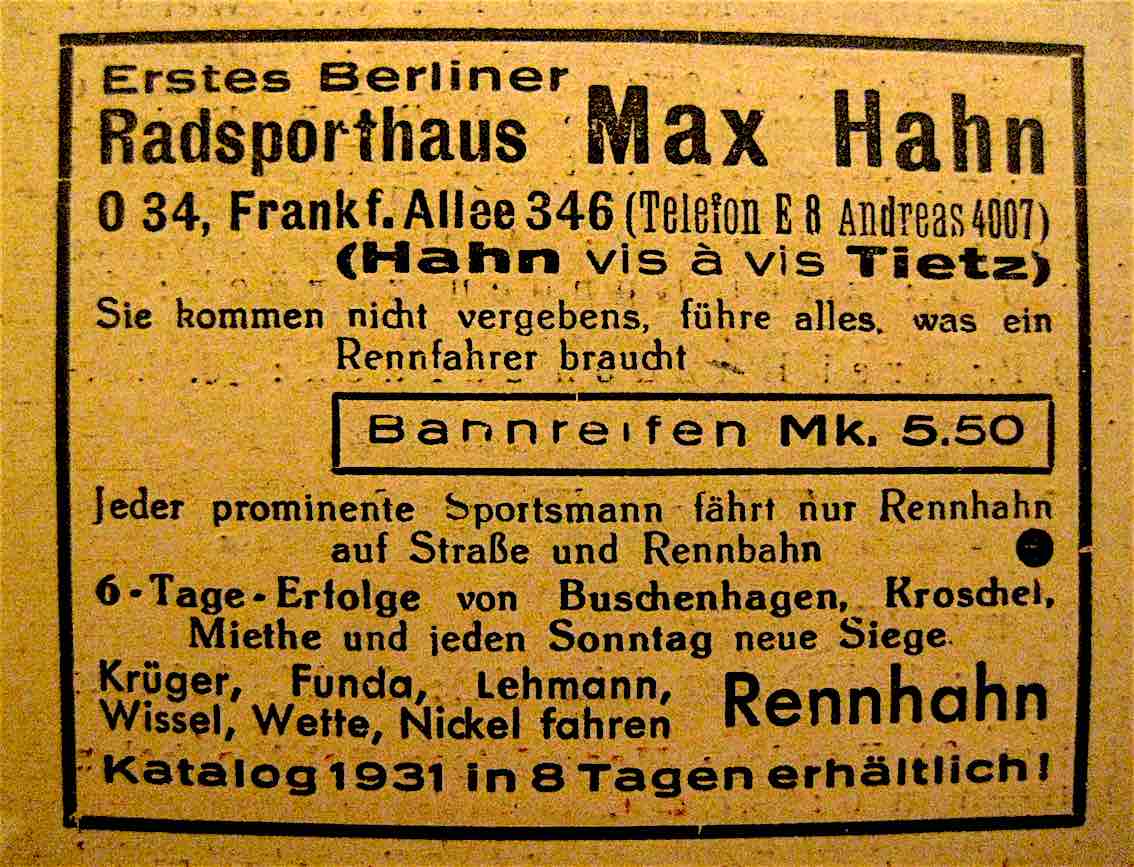 Erstes Berliner
Radsporthaus Max Hahn
O 34, Frankf. Allee 346 (Telefon E 8 Andreas 4007)
(Hahn vis à vis Tietz)
Sie kommen nicht vergebens, führe alles, was ein
Rennfahrer braucht
Bannreifen Mk. 5.50
Jeder prominente Sportsmann fährt nur Rennhahn
auf Straße und Rennbahn
6-Tage-Erfolge von Buschenhagen, Kroschel,
Miethe und jeden Sonntag neue Siege.
Krüger, Funda, Lehmann,
Wissel, Wette, Nickel fahren Rennhahn
Katalog 1931 in 8 Tagen erhältlich!